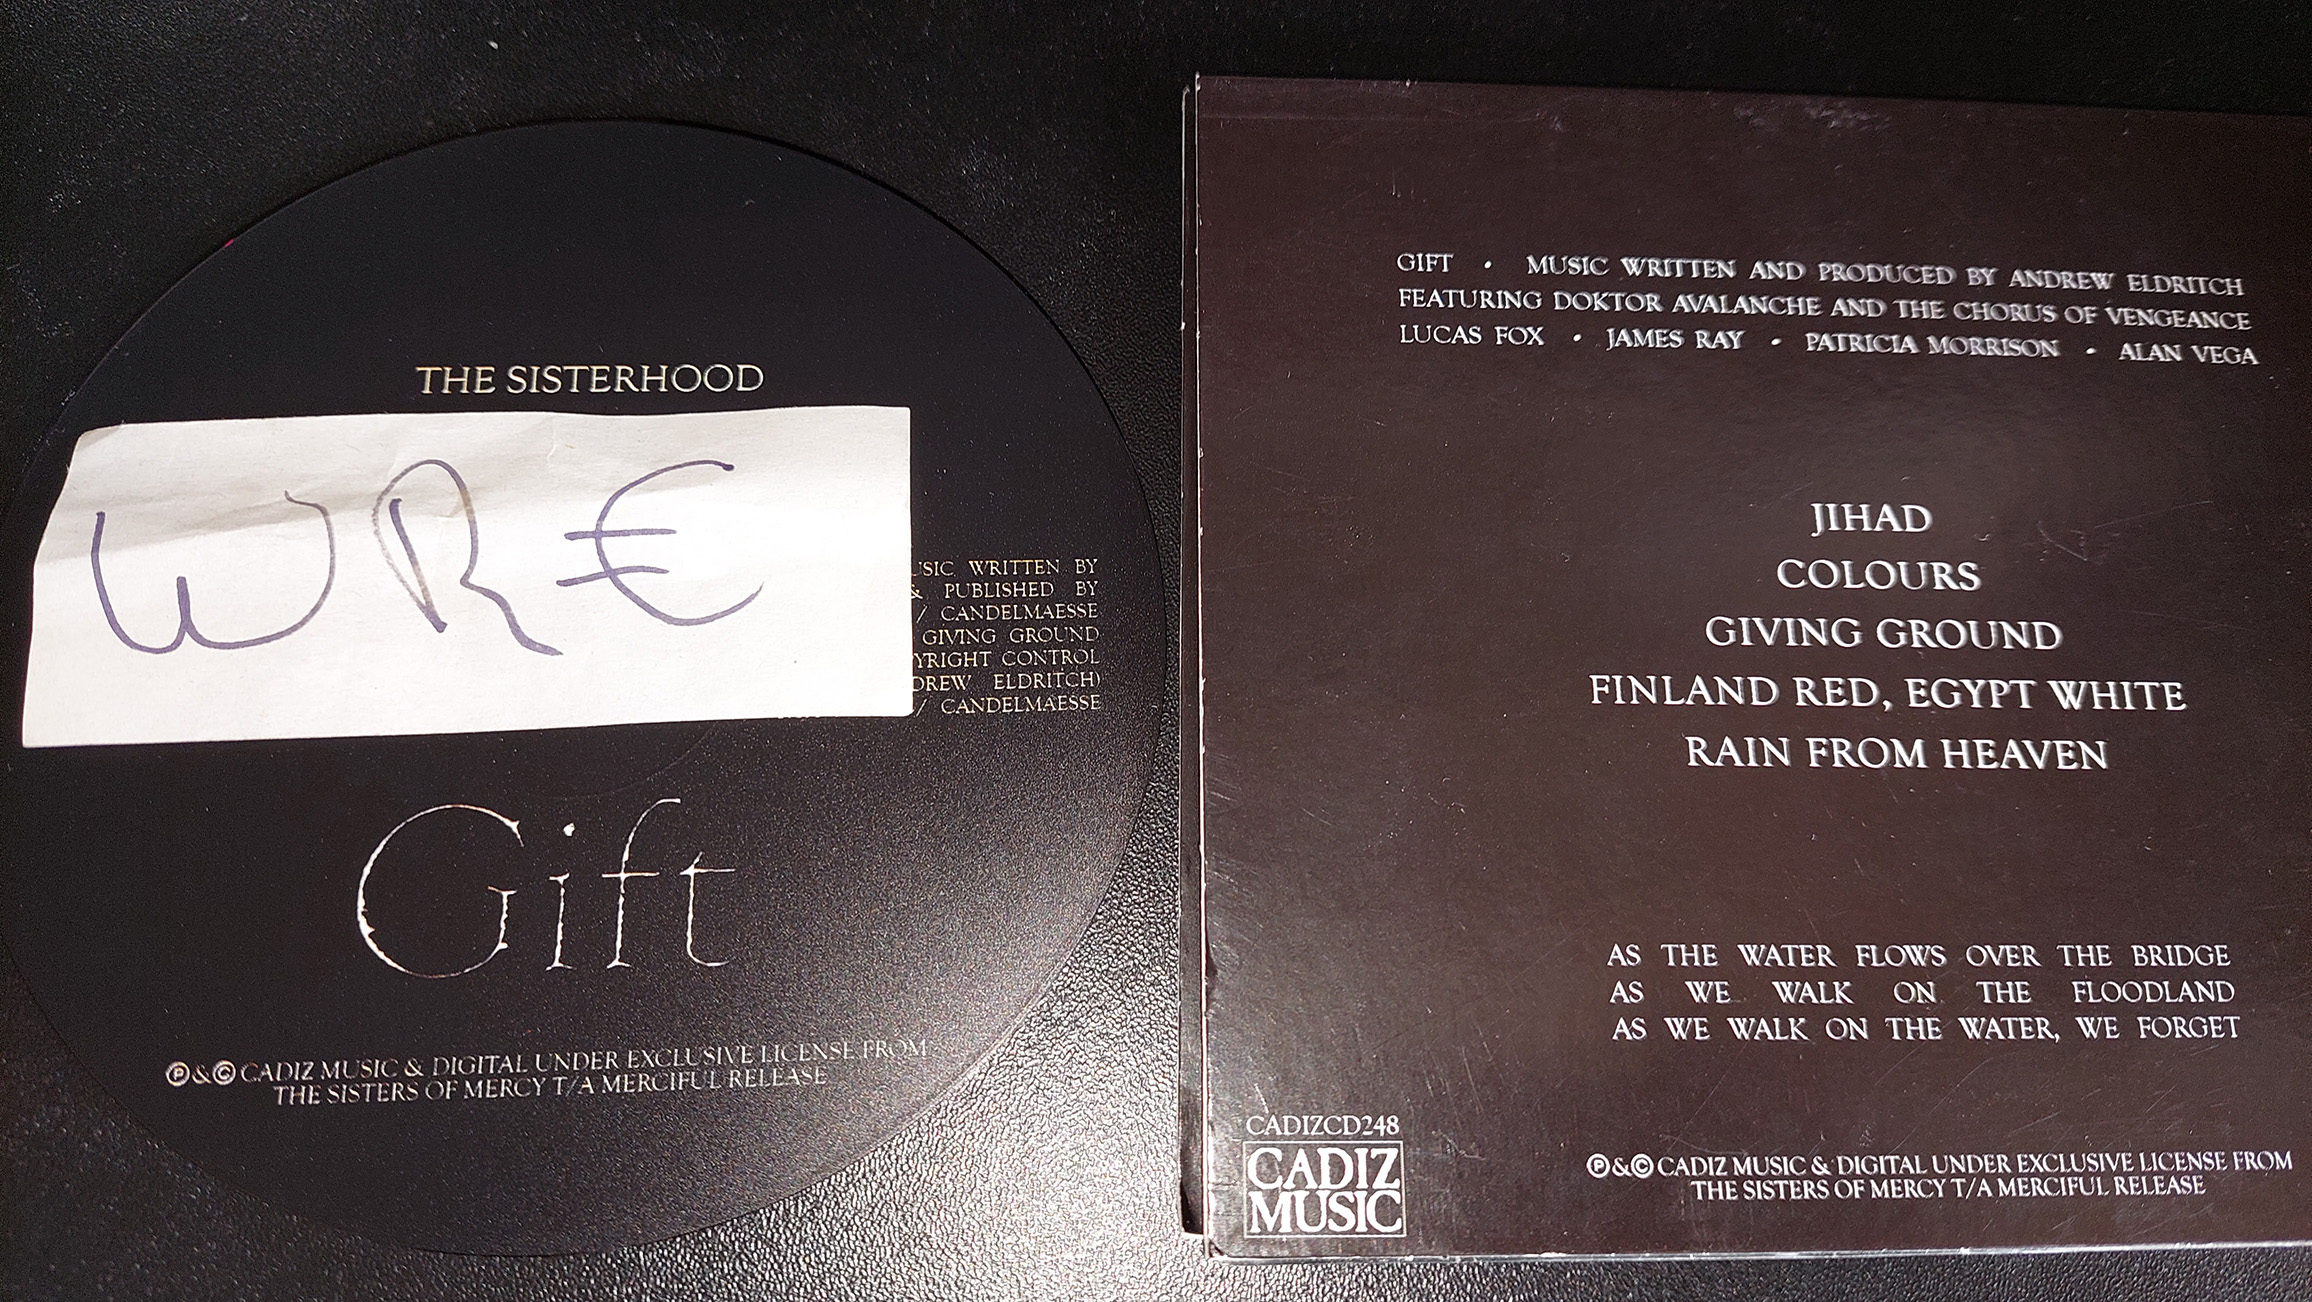 THE SISTERHOOD
WRE
WRITTEN BY
& PUBLISHED BY
/ CANDELMAESSE
GIVING GROUND
CONTROL
ELDRITCH)
/ CANDELMAESSE
Gift
℗&© CADIZ MUSIC & DIGITAL UNDER EXCLUSIVE LICENSE FROM
THE SISTERS OF MERCY T/A MERCIFUL RELEASE
GIFT • MUSIC WRITTEN AND PRODUCED BY ANDREW ELDRITCH
FEATURING DOKTOR AVALANCHE AND THE CHORUS OF VENGEANCE
LUCAS FOX • JAMES RAY • PATRICIA MORRISON • ALAN VEGA
JIHAD
COLOURS
GIVING GROUND
FINLAND RED, EGYPT WHITE
RAIN FROM HEAVEN
AS THE WATER FLOWS OVER THE BRIDGE
AS WE WALK ON THE FLOODLAND
AS WE WALK ON THE WATER, WE FORGET
CADIZCD248
CADIZ
MUSIC
℗&© CADIZ MUSIC & DIGITAL UNDER EXCLUSIVE LICENSE FROM
THE SISTERS OF MERCY T/A MERCIFUL RELEASE